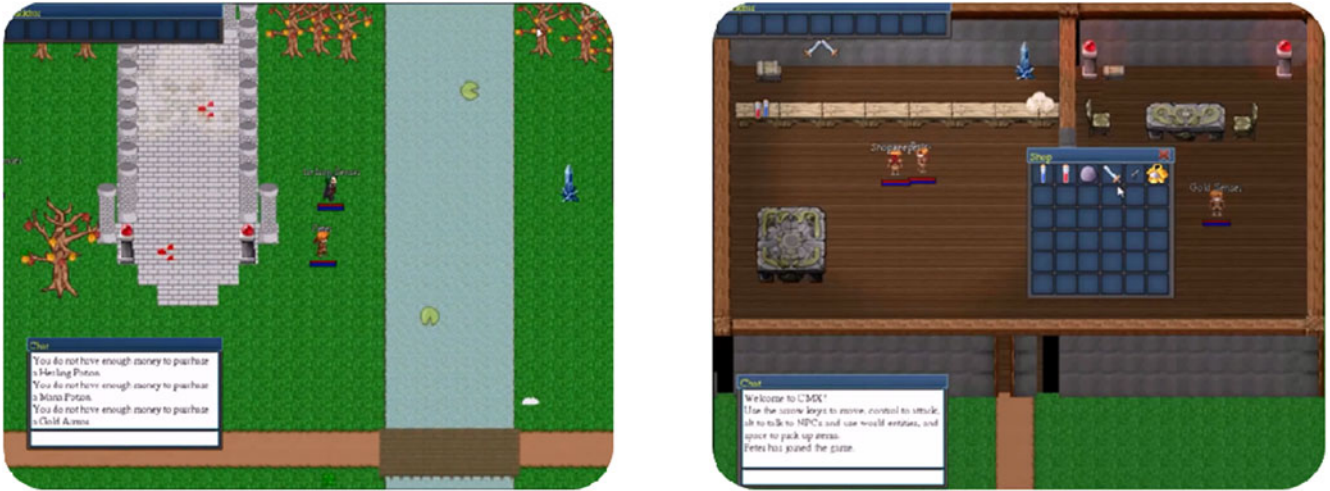 Chat
You do not have enough money to purchase
a Healing Potion.
You do not have enough money to purchase
a Mana Potion.
You do not have enough money to purchase
a Gold Armor.
Shop
Gold Sensei
Chat
Welcome to CMX!
Use the arrow keys to move, control to attack,
alt to talk to NPCs and use world entities, and
space to pick up items.
Peter has joined the game.